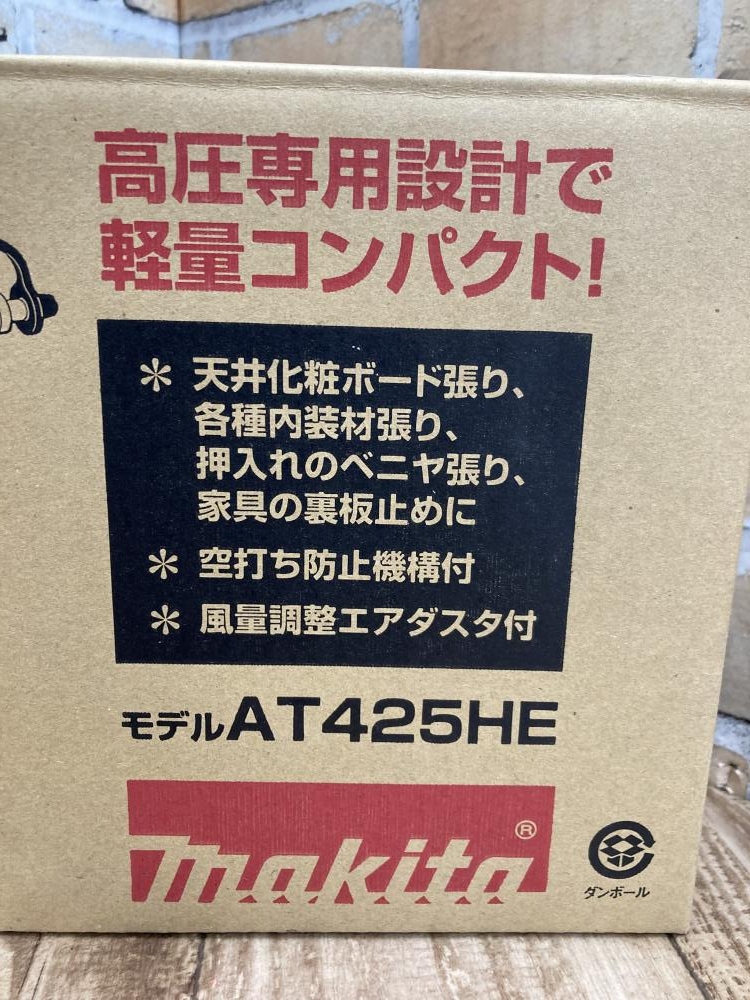 高圧専用設計で
軽量コンパクト!
＊ 天井化粧ボード張り、
各種内装材張り、
押入れのベニヤ張り、
家具の裏板止めに
＊ 空打ち防止機構付
＊ 風量調整エアダスタ付
モデルAT425HE
makita®
ダンボール